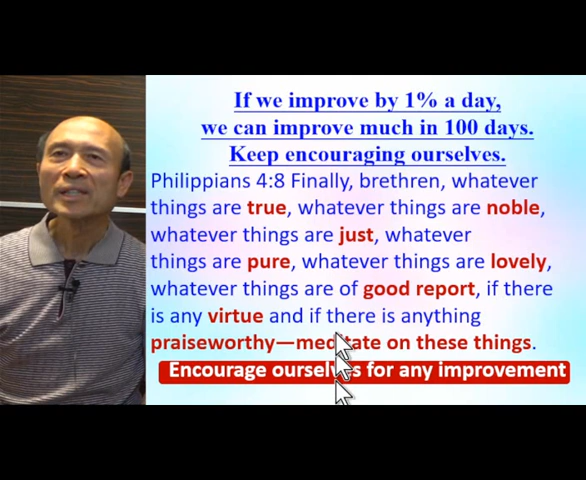 If we improve by 1% a day,
we can improve much in 100 days.
Keep encouraging ourselves.
Philippians 4:8 Finally, brethren, whatever
things are true, whatever things are noble,
whatever things are just, whatever
things are pure, whatever things are lovely,
whatever things are of good report, if there
is any virtue and if there is anything
praiseworthy—meditate on these things.
Encourage ourselves for any improvement